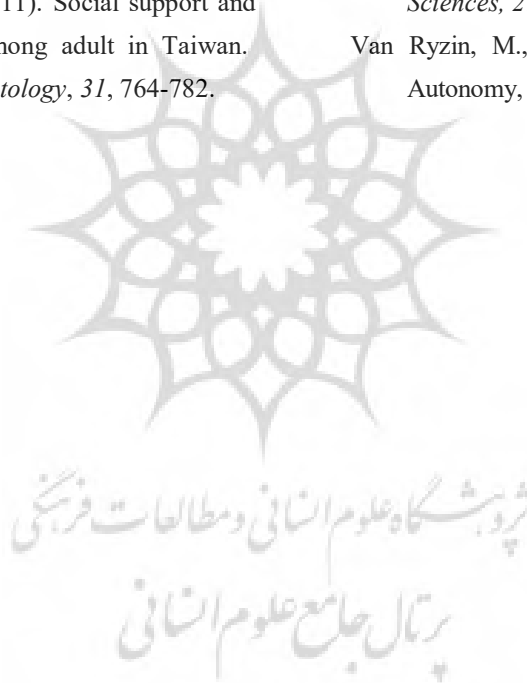 11). Social support and
mong adult in Taiwan.
tology, 31, 764-782.
Sciences, 2
Van Ryzin, M.,
Autonomy,
پژوهشگاه علوم انسانی و مطالعات فرهنگی
پرتال جامع علوم انسانی